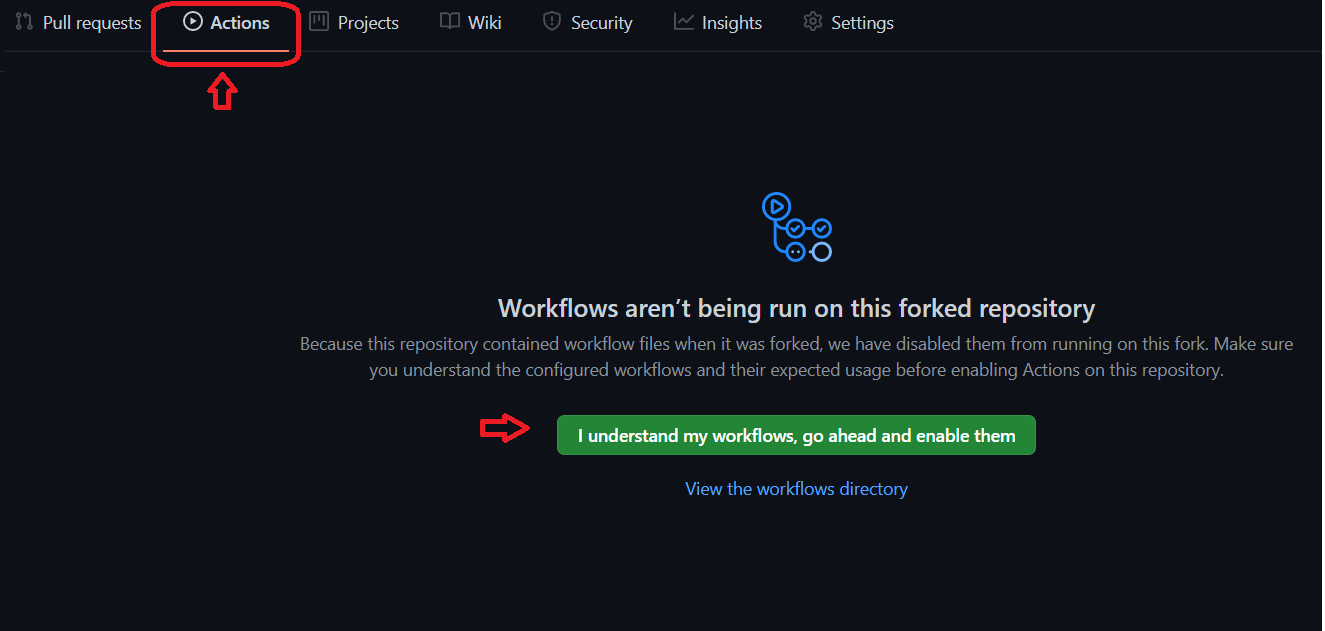 Pull requests Actions Projects Wiki Security Insights Settings
Workflows aren’t being run on this forked repository
Because this repository contained workflow files when it was forked, we have disabled them from running on this fork. Make sure
you understand the configured workflows and their expected usage before enabling Actions on this repository.
I understand my workflows, go ahead and enable them
View the workflows directory